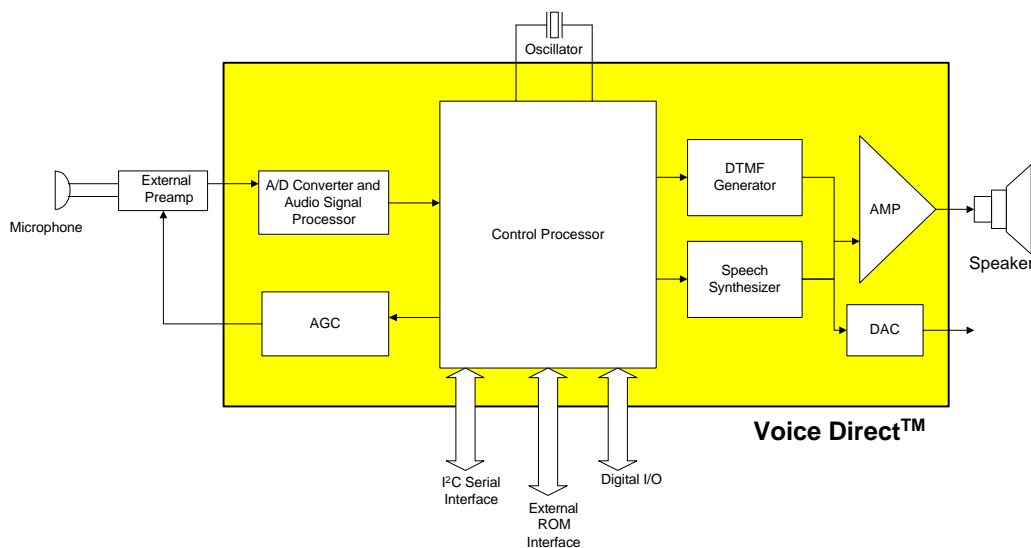 Oscillator
External
Preamp
Microphone
A/D Converter and
Audio Signal
Processor
AGC
Control Processor
DTMF
Generator
Speech
Synthesizer
AMP
DAC
Speaker
Voice Direct™
I²C Serial
Interface
External
ROM
Interface
Digital I/O